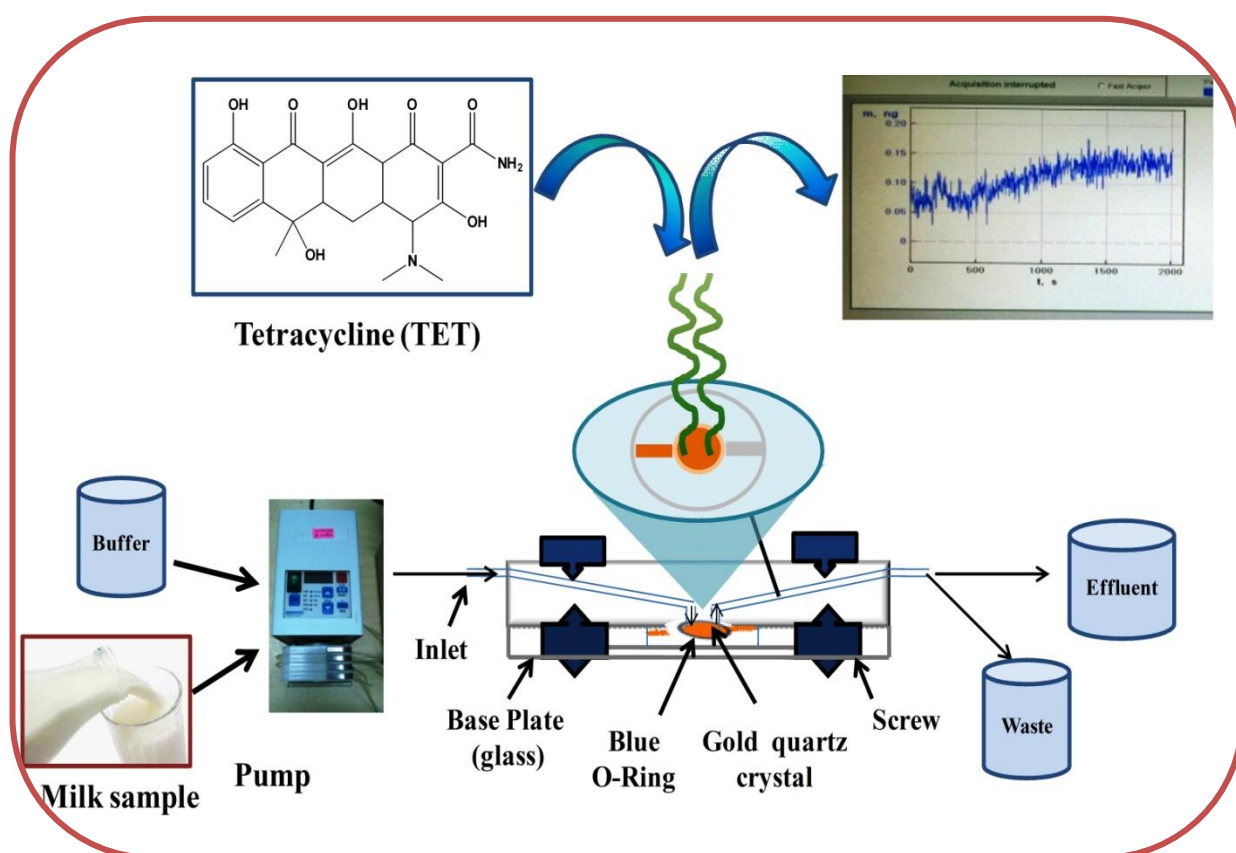 OH
O
OH
O
O
NH2
OH
OH
N
Tetracycline (TET)
Acquisition interrupted
Fast Acquir
m, ng
0.20
0.15
0.10
0.05
0
0
500
1000
1500
2000
t, s
Buffer
Milk sample
Pump
Inlet
Base Plate
(glass)
Blue
O-Ring
Gold quartz
crystal
Screw
Effluent
Waste